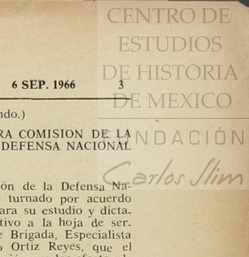 CENTRO DE
ESTUDIOS
DE HISTORIA
DE MEXICO
FUNDACIÓN
Carlos Slim
6 SEP. 1966 3
ndo.)
RA COMISION DE LA
DEFENSA NACIONAL
ón de la Defensa Na-
turnado por acuerdo
ara su estudio y dicta-
tivo a la hoja de ser-
e Brigada, Especialista
o Ortiz Reyes, que el